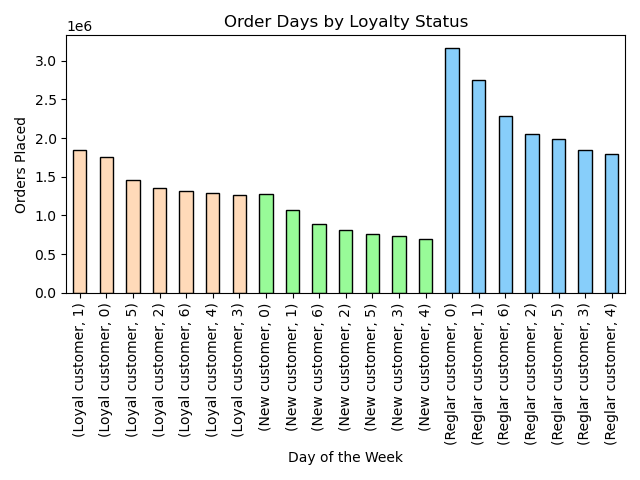 Order Days by Loyalty Status
1e6
3.0
2.5
2.0
1.5
1.0
0.5
0.0
Orders Placed
(Loyal customer, 1)
(Loyal customer, 0)
(Loyal customer, 5)
(Loyal customer, 2)
(Loyal customer, 6)
(Loyal customer, 4)
(Loyal customer, 3)
(New customer, 0)
(New customer, 1)
(New customer, 6)
(New customer, 2)
(New customer, 5)
(New customer, 3)
(New customer, 4)
(Reglar customer, 0)
(Reglar customer, 1)
(Reglar customer, 6)
(Reglar customer, 2)
(Reglar customer, 5)
(Reglar customer, 3)
(Reglar customer, 4)
Day of the Week